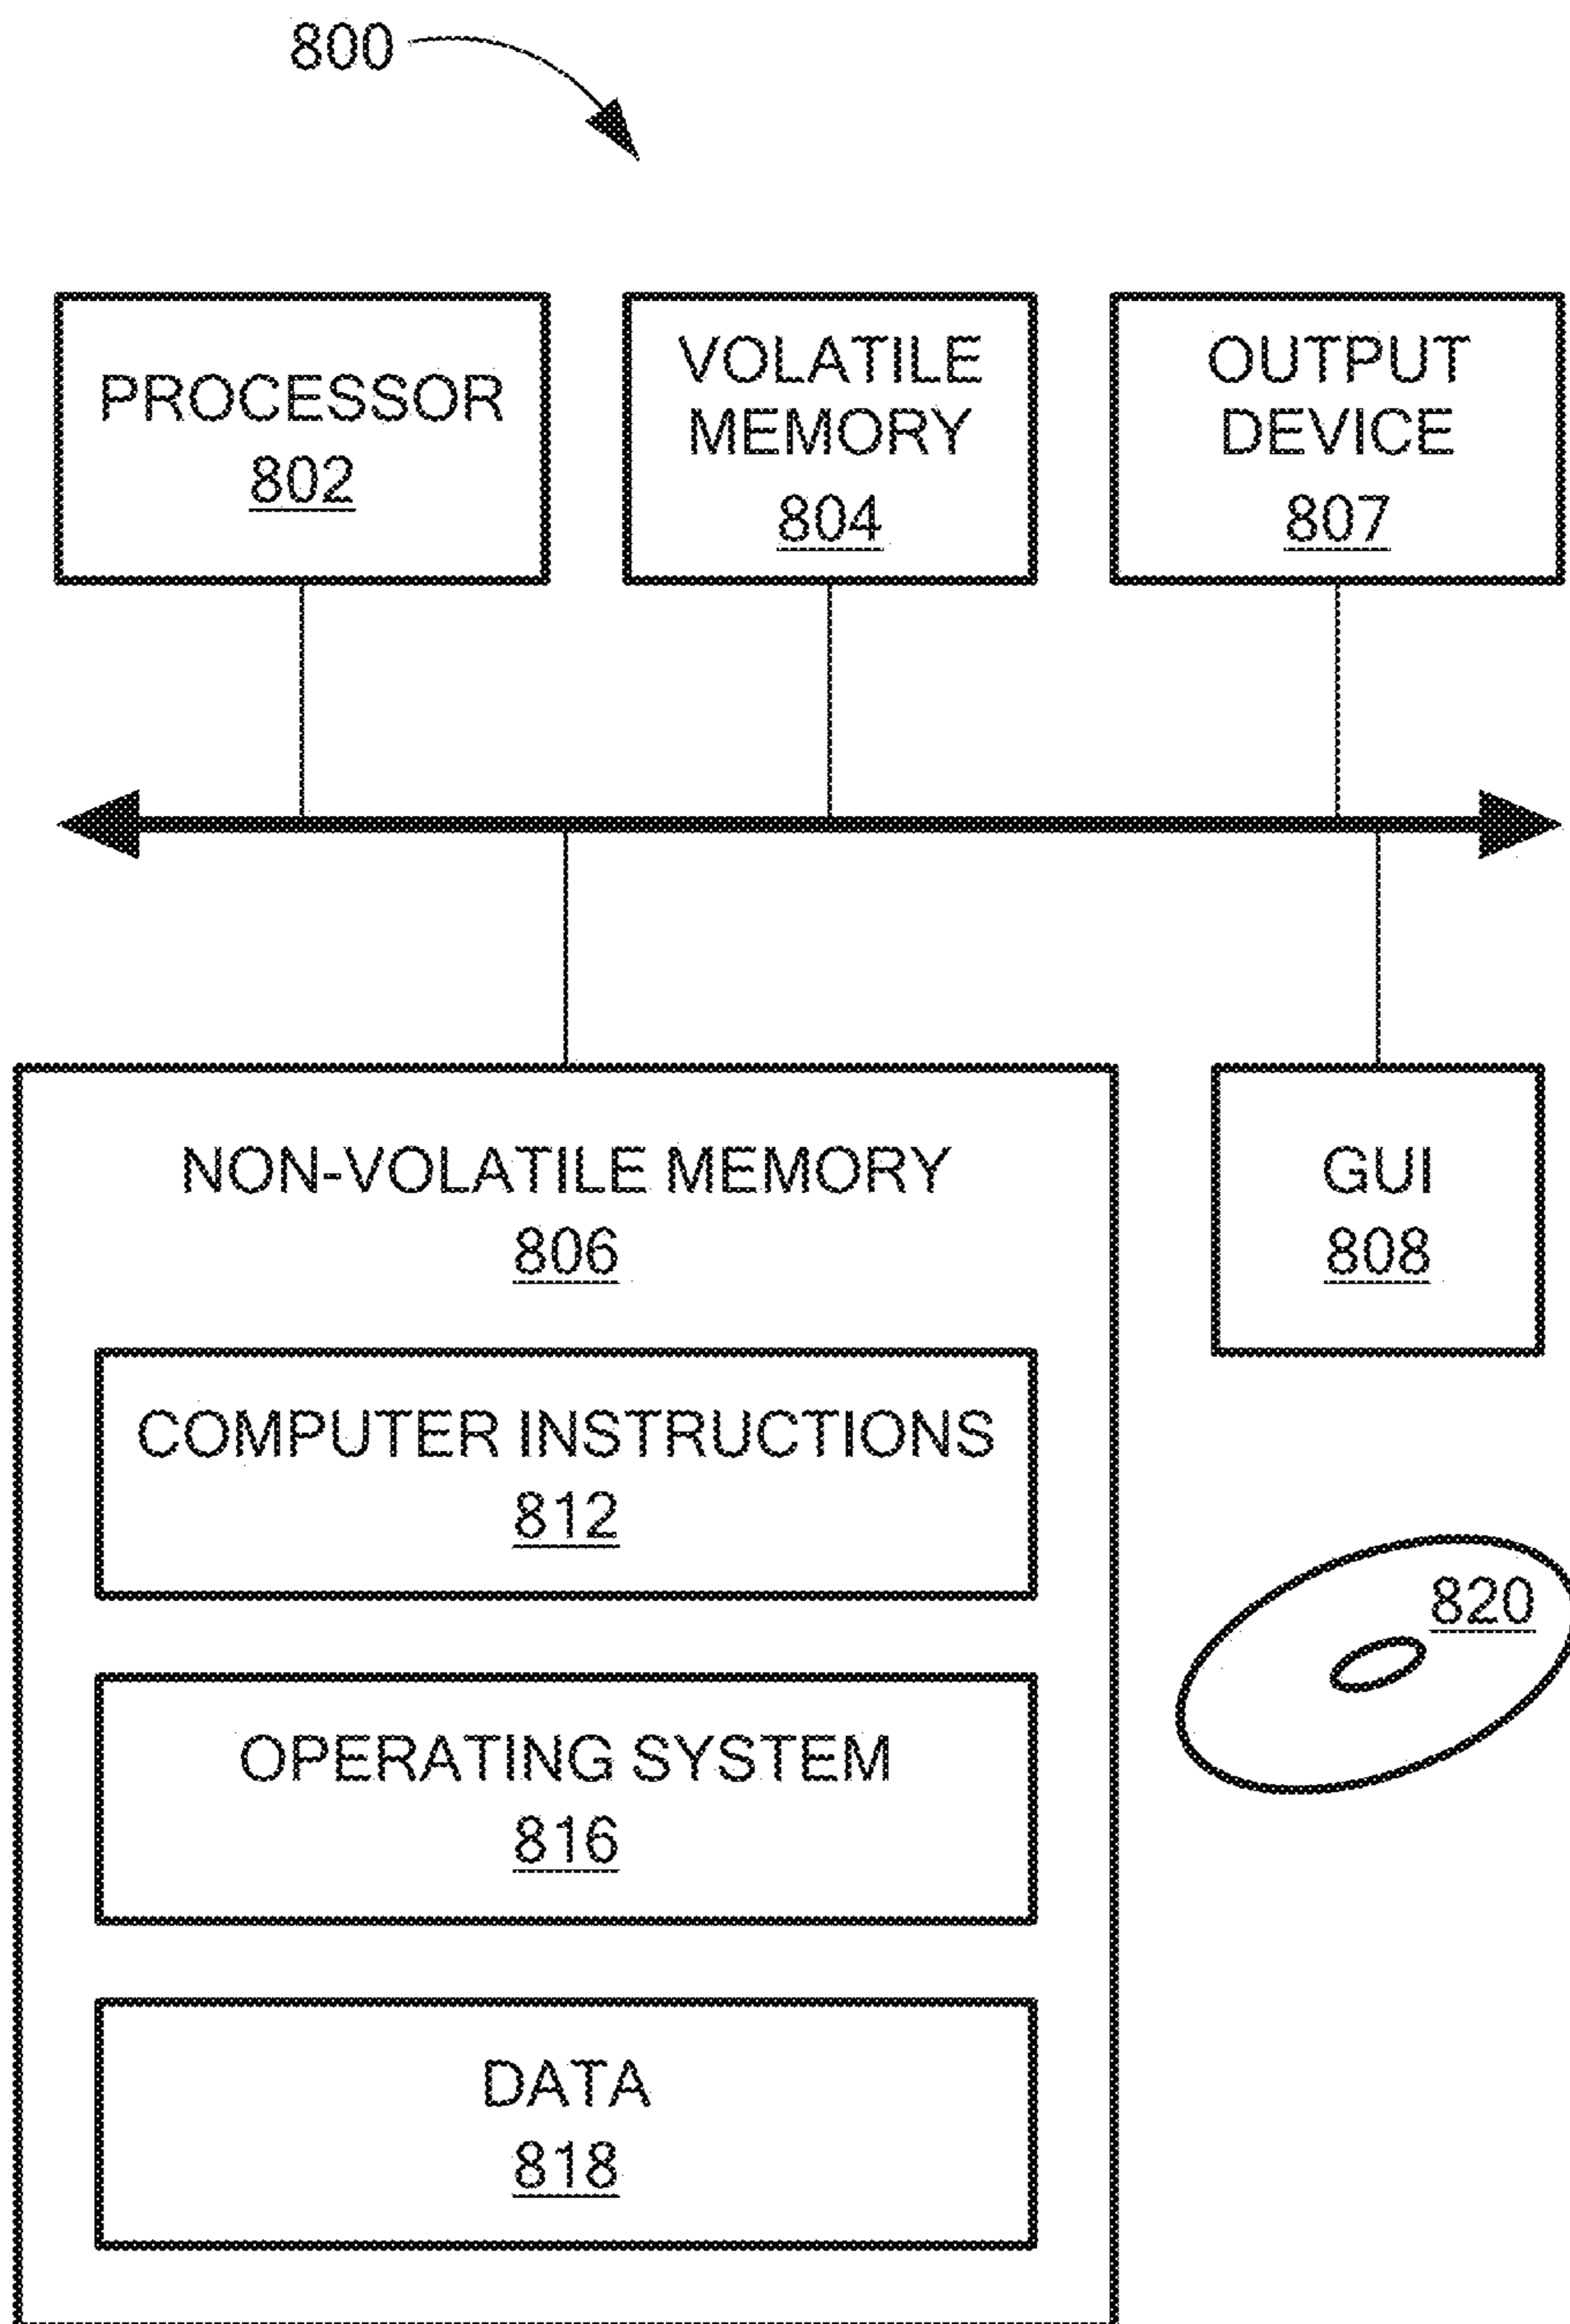 800
PROCESSOR
802
VOLATILE
MEMORY
804
OUTPUT
DEVICE
807
NON-VOLATILE MEMORY
806
GUI
808
COMPUTER INSTRUCTIONS
812
820
OPERATING SYSTEM
816
DATA
818